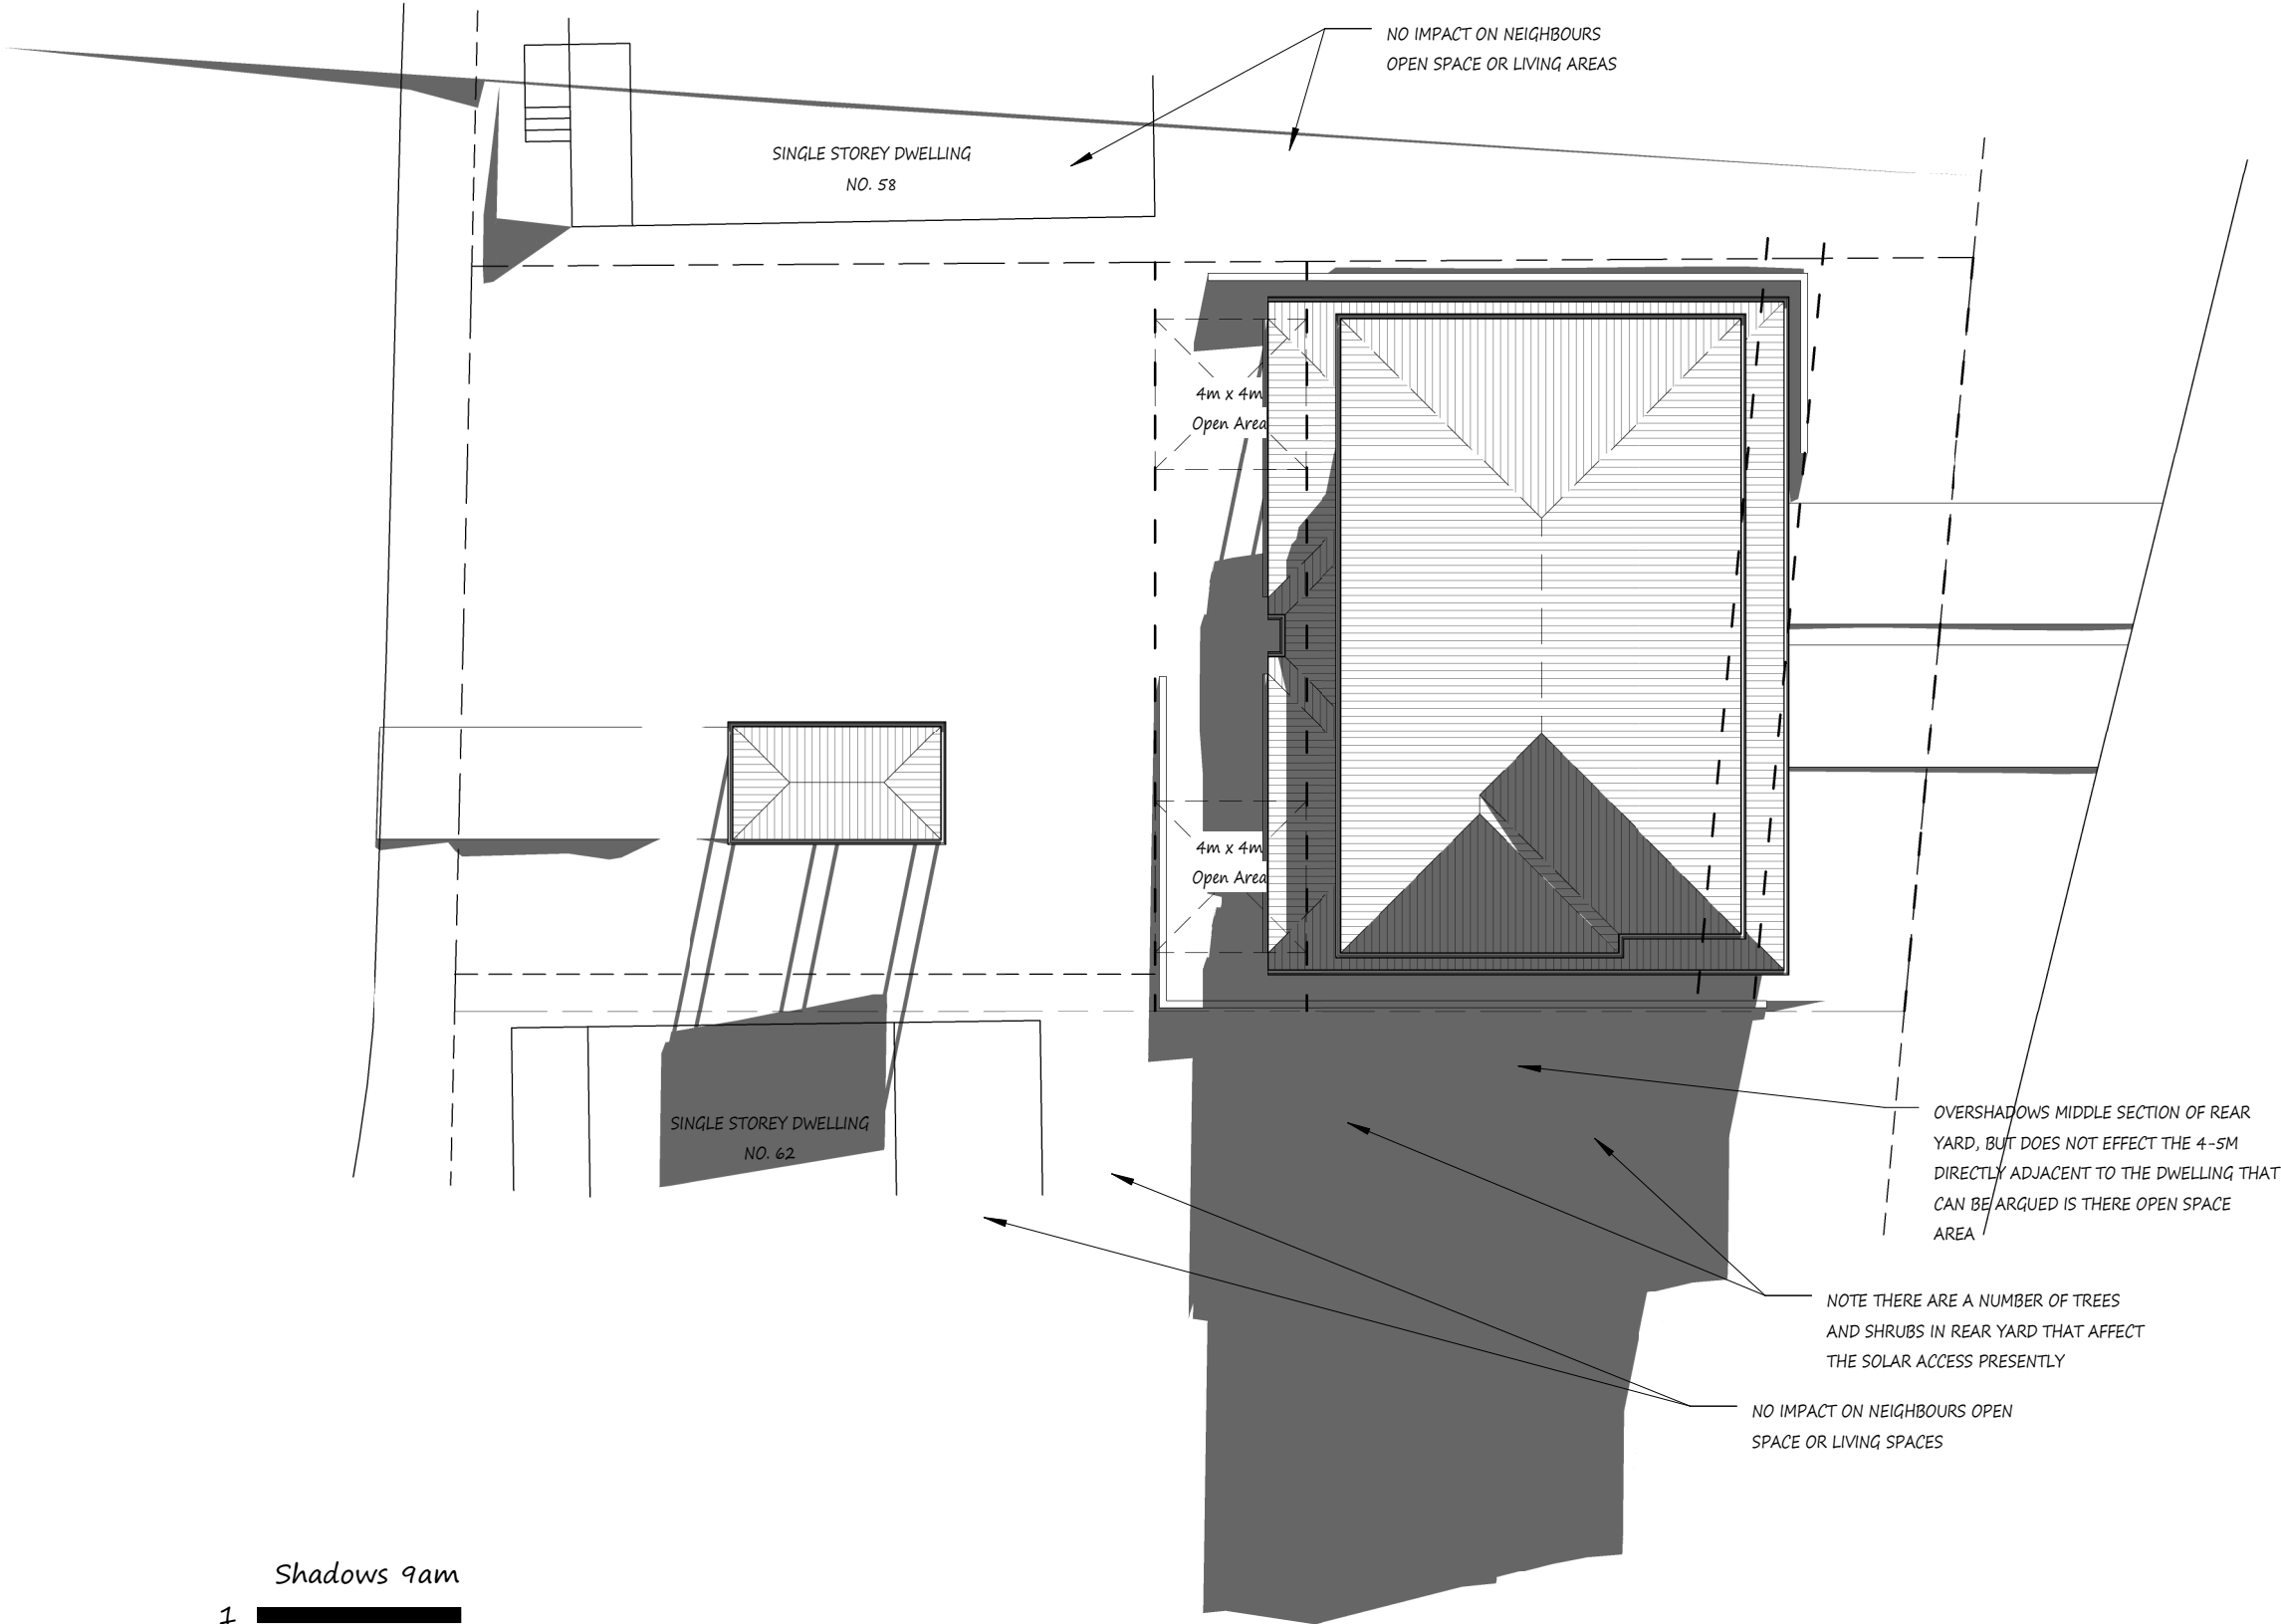 NO IMPACT ON NEIGHBOURS
OPEN SPACE OR LIVING AREAS
SINGLE STOREY DWELLING
NO. 58
4m x 4m
Open Area
4m x 4m
Open Area
SINGLE STOREY DWELLING
NO. 62
OVERSHADOWS MIDDLE SECTION OF REAR
YARD, BUT DOES NOT EFFECT THE 4-5M
DIRECTLY ADJACENT TO THE DWELLING THAT
CAN BE ARGUED IS THERE OPEN SPACE
AREA
NOTE THERE ARE A NUMBER OF TREES
AND SHRUBS IN REAR YARD THAT AFFECT
THE SOLAR ACCESS PRESENTLY
NO IMPACT ON NEIGHBOURS OPEN
SPACE OR LIVING SPACES
Shadows 9am
1